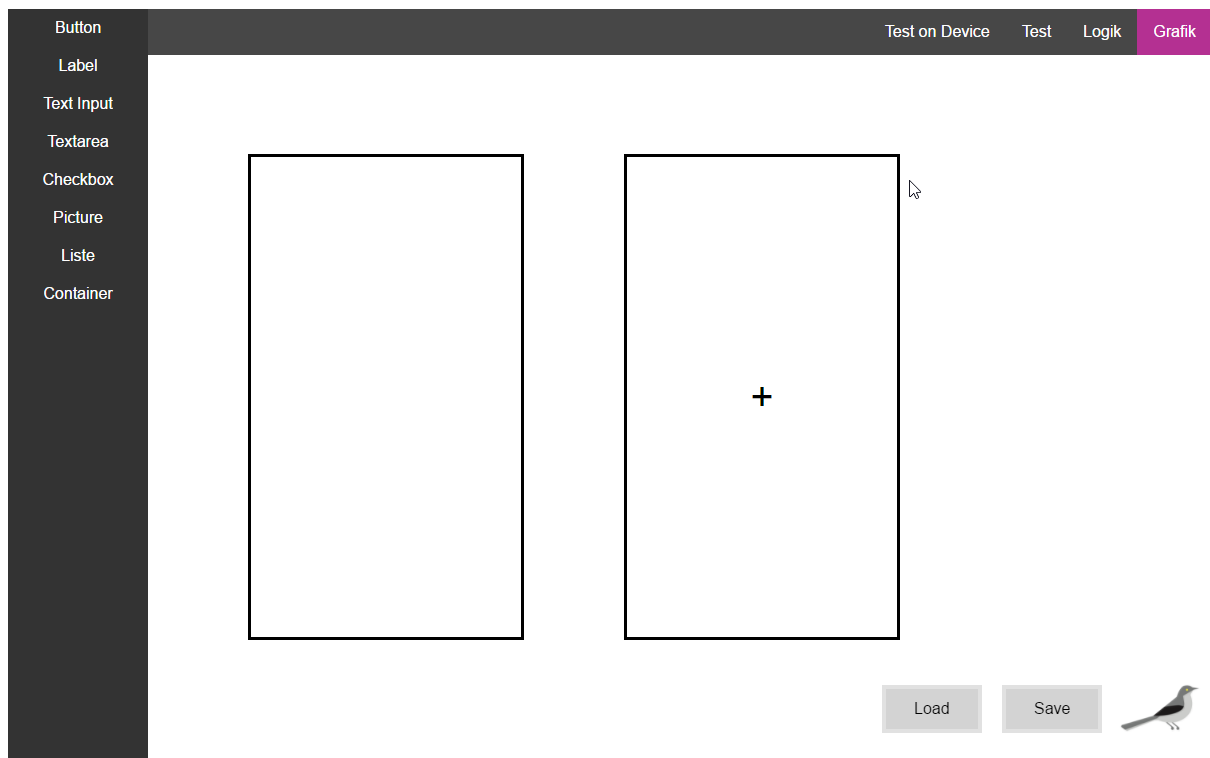 Button
Label
Text Input
Textarea
Checkbox
Picture
Liste
Container
Test on Device
Test
Logik
Grafik
+
Load
Save